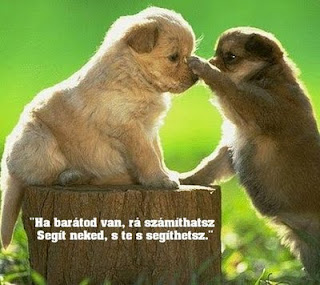 "Ha barátod van, rá számíthatsz
Segít neked, s te s segíthetsz."